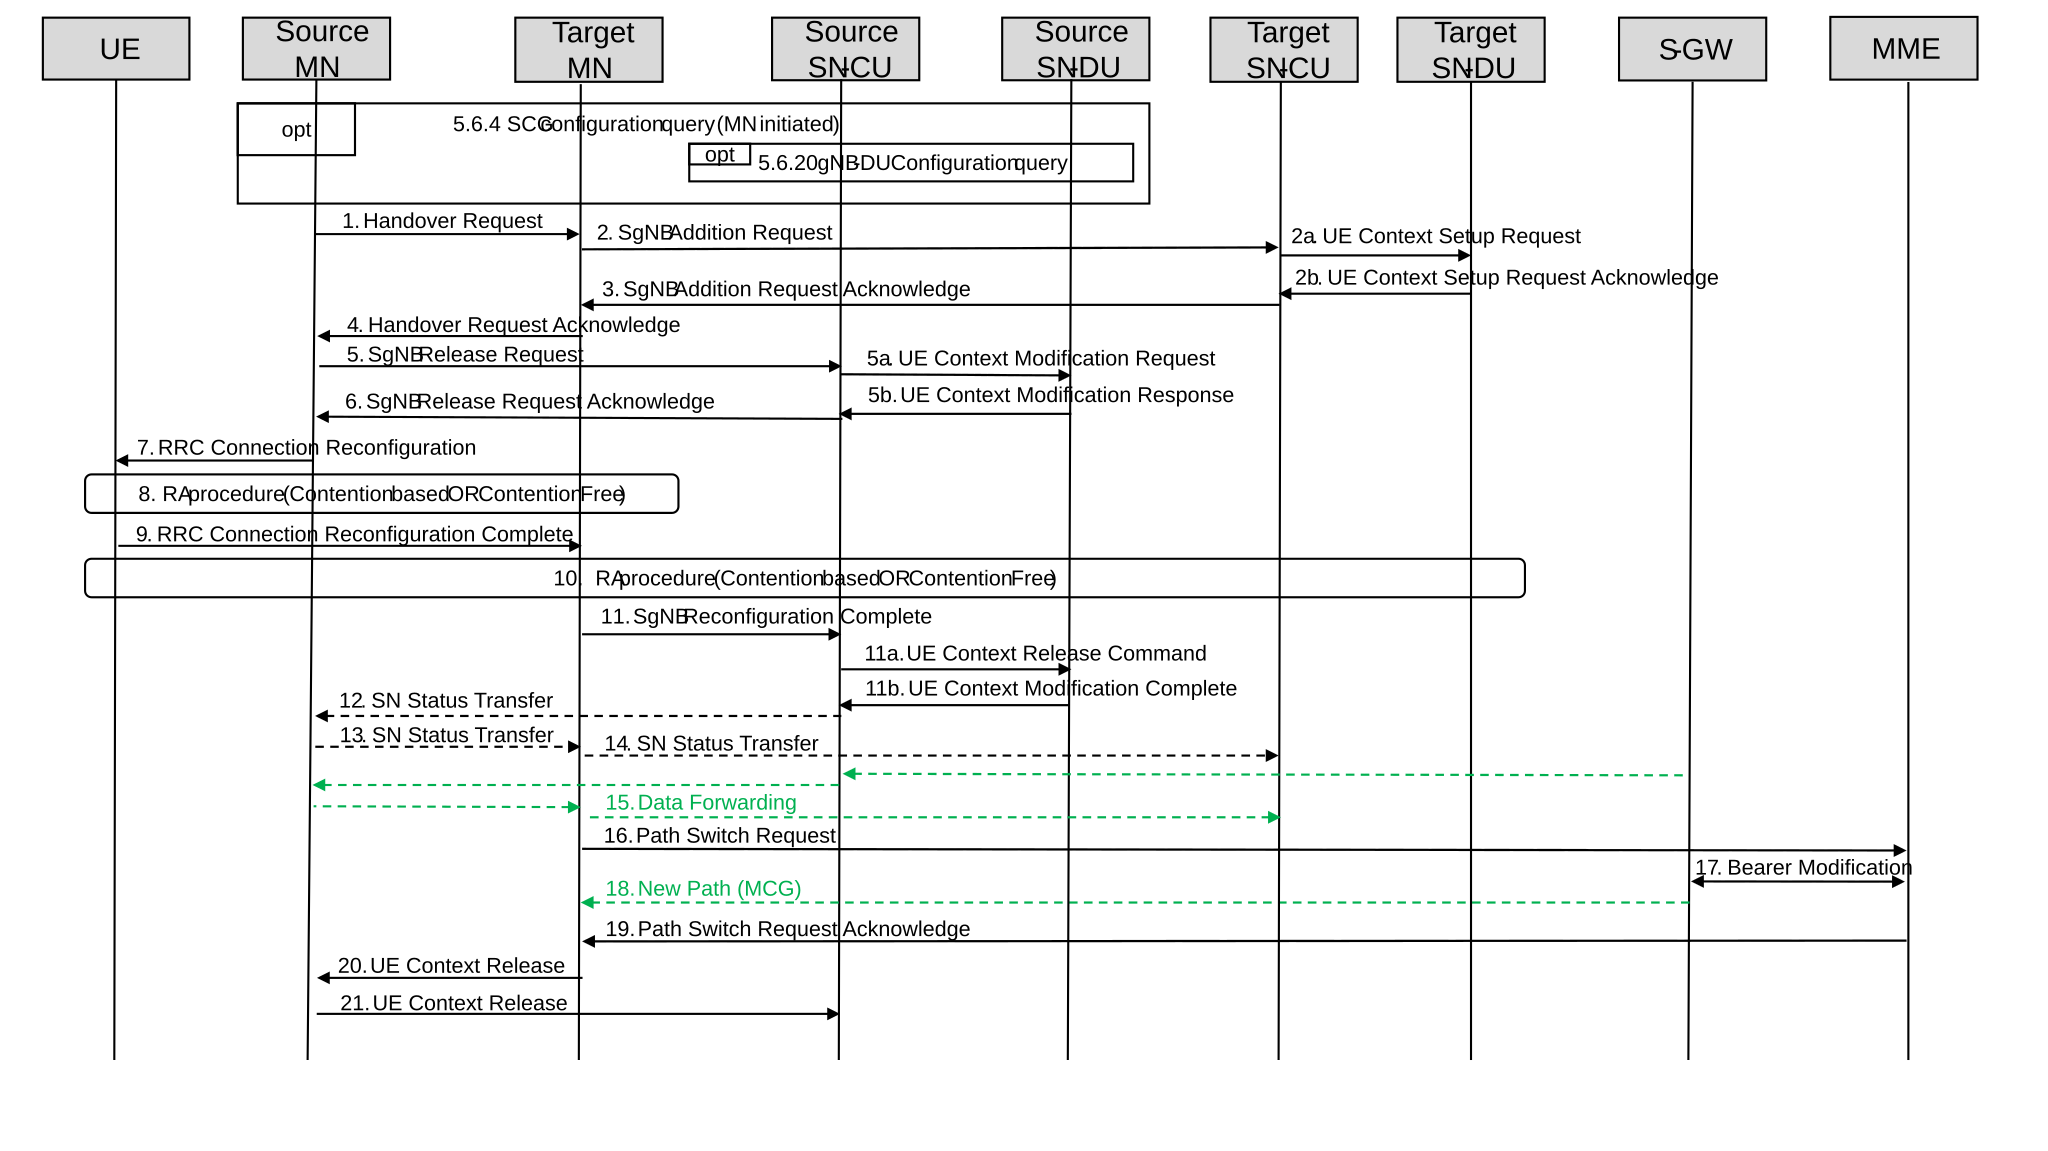 UE
Source
MN
Target
MN
Source
SN-CU
Source
SN-DU
Target
SN-CU
Target
SN-DU
S-GW
MME
opt
5.6.4 SCG configuration query (MN initiated)
opt
5.6.20 gNB-DU Configuration query
1. Handover Request
2. SgNB Addition Request
2a. UE Context Setup Request
2b. UE Context Setup Request Acknowledge
3. SgNB Addition Request Acknowledge
4. Handover Request Acknowledge
5. SgNB Release Request
5a. UE Context Modification Request
5b. UE Context Modification Response
6. SgNB Release Request Acknowledge
7. RRC Connection Reconfiguration
8. RA procedure (Contention based OR Contention Free)
9. RRC Connection Reconfiguration Complete
10. RA procedure (Contention based OR Contention Free)
11. SgNB Reconfiguration Complete
11a. UE Context Release Command
11b. UE Context Modification Complete
12. SN Status Transfer
13. SN Status Transfer
14. SN Status Transfer
15. Data Forwarding
16. Path Switch Request
17. Bearer Modification
18. New Path (MCG)
19. Path Switch Request Acknowledge
20. UE Context Release
21. UE Context Release